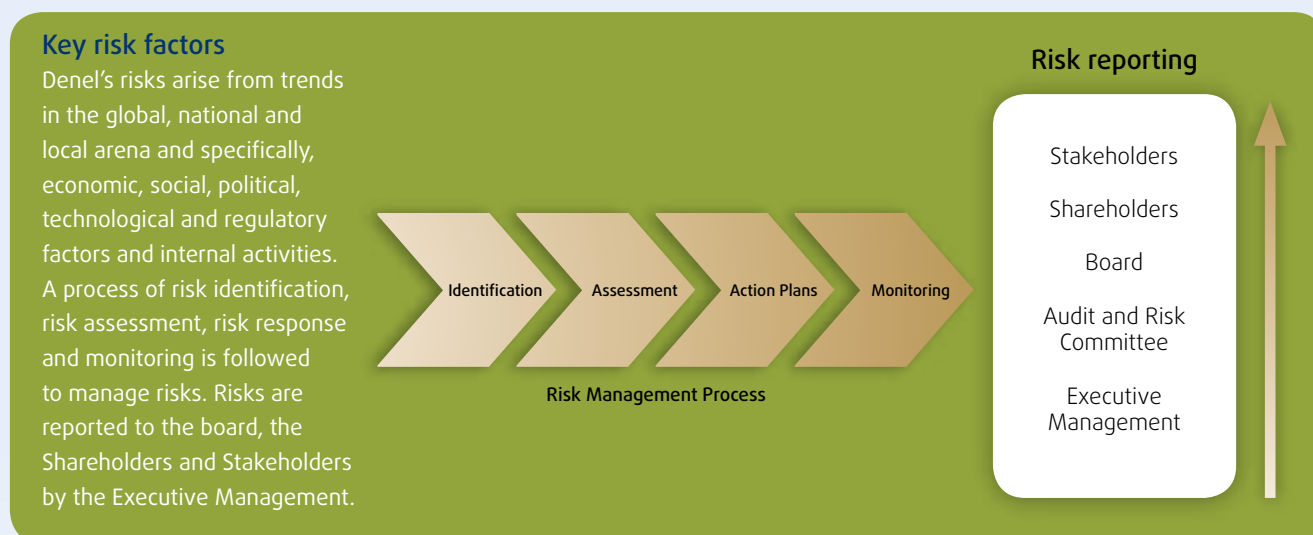 Key risk factors
Denel's risks arise from trends
in the global, national and
local arena and specifically,
economic, social, political,
technological and regulatory
factors and internal activities.
A process of risk identification,
risk assessment, risk response
and monitoring is followed
to manage risks. Risks are
reported to the board, the
Shareholders and Stakeholders
by the Executive Management.
Identification
Assessment
Action Plans
Monitoring
Risk Management Process
Risk reporting
Stakeholders
Shareholders
Board
Audit and Risk
Committee
Executive
Management